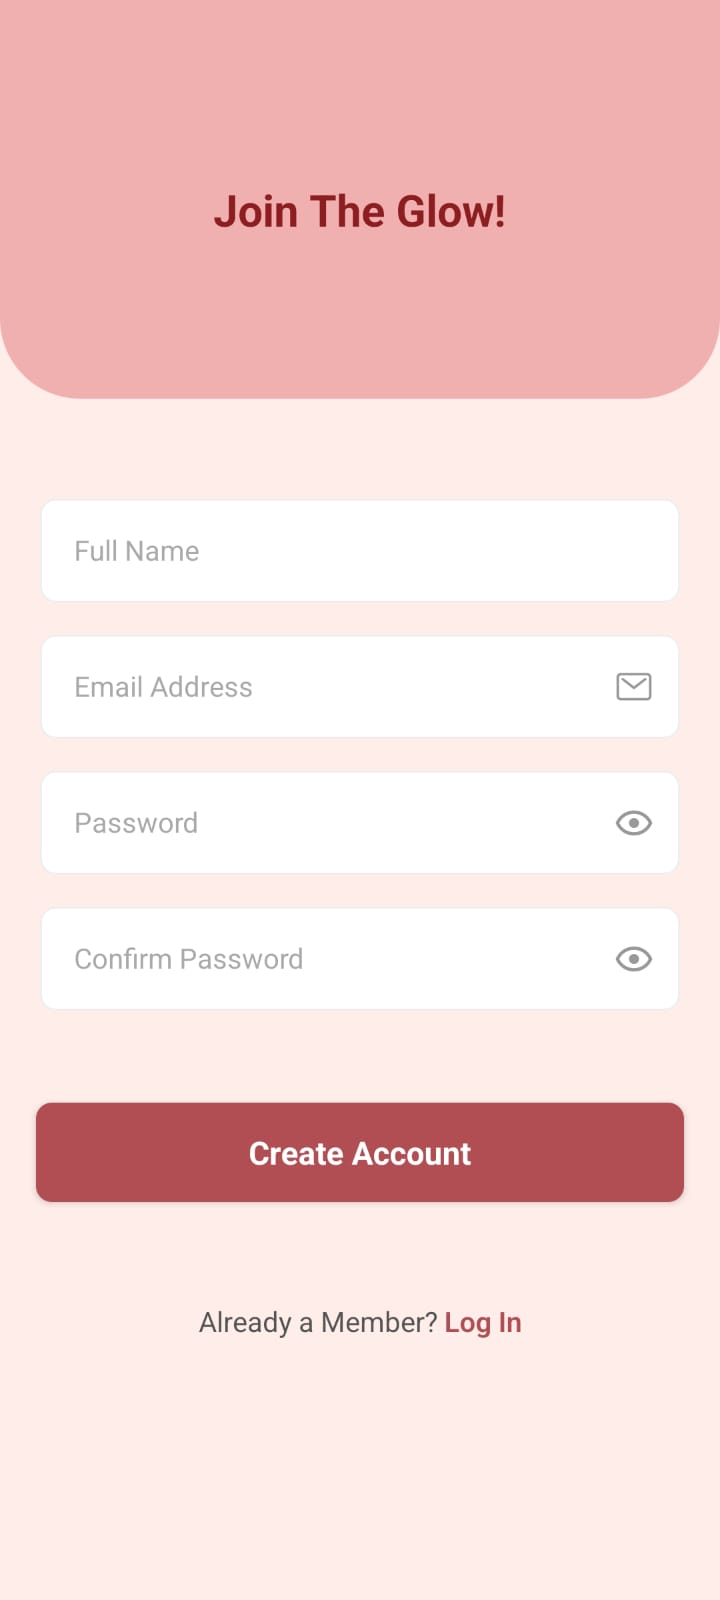 Join The Glow!
Full Name
Email Address
Password
Confirm Password
Create Account
Already a Member? Log In